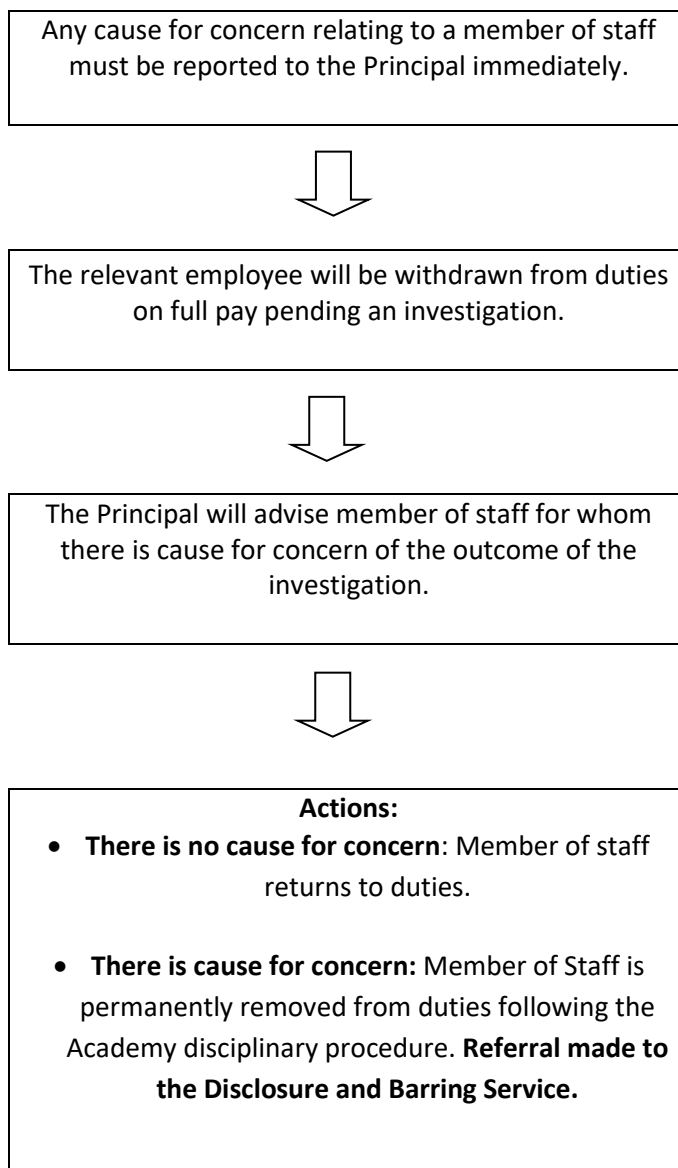 Any cause for concern relating to a member of staff
must be reported to the Principal immediately.
The relevant employee will be withdrawn from duties
on full pay pending an investigation.
The Principal will advise member of staff for whom
there is cause for concern of the outcome of the
investigation.
Actions:
• There is no cause for concern: Member of staff
returns to duties.
• There is cause for concern: Member of Staff is
permanently removed from duties following the
Academy disciplinary procedure. Referral made to
the Disclosure and Barring Service.